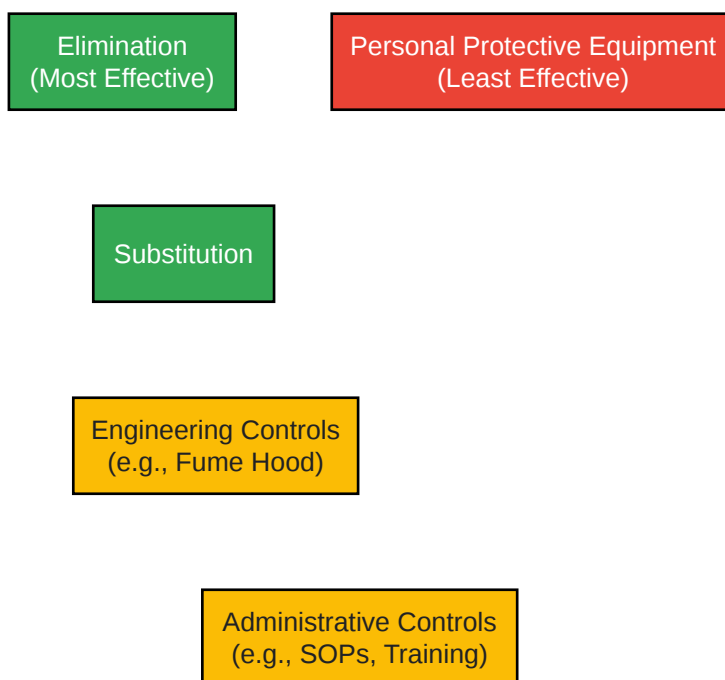 Elimination
(Most Effective)
Personal Protective Equipment
(Least Effective)
Substitution
Engineering Controls
(e.g., Fume Hood)
Administrative Controls
(e.g., SOPs, Training)